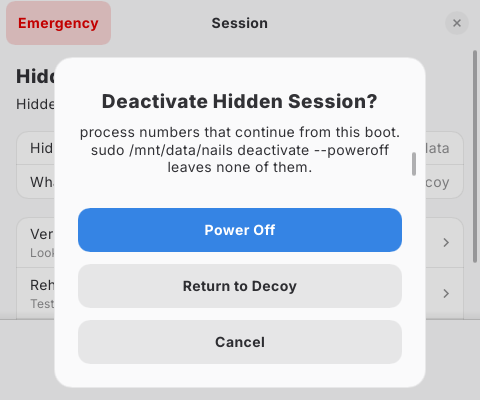 Emergency
Session
Deactivate Hidden Session?
process numbers that continue from this boot.
sudo /mnt/data/nails deactivate --poweroff
leaves none of them.
Power Off
Return to Decoy
Cancel